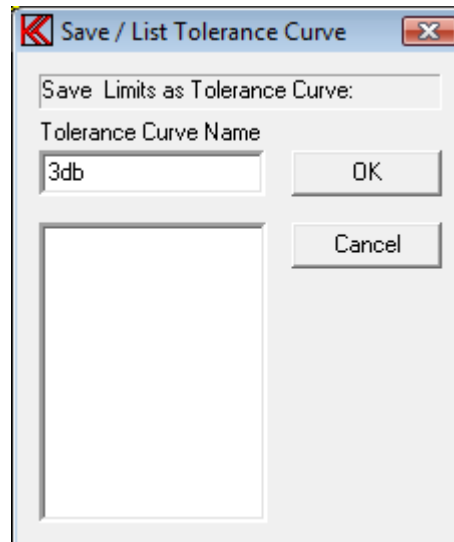 Save / List Tolerance Curve
Save Limits as Tolerance Curve:
Tolerance Curve Name
3db
OK
Cancel